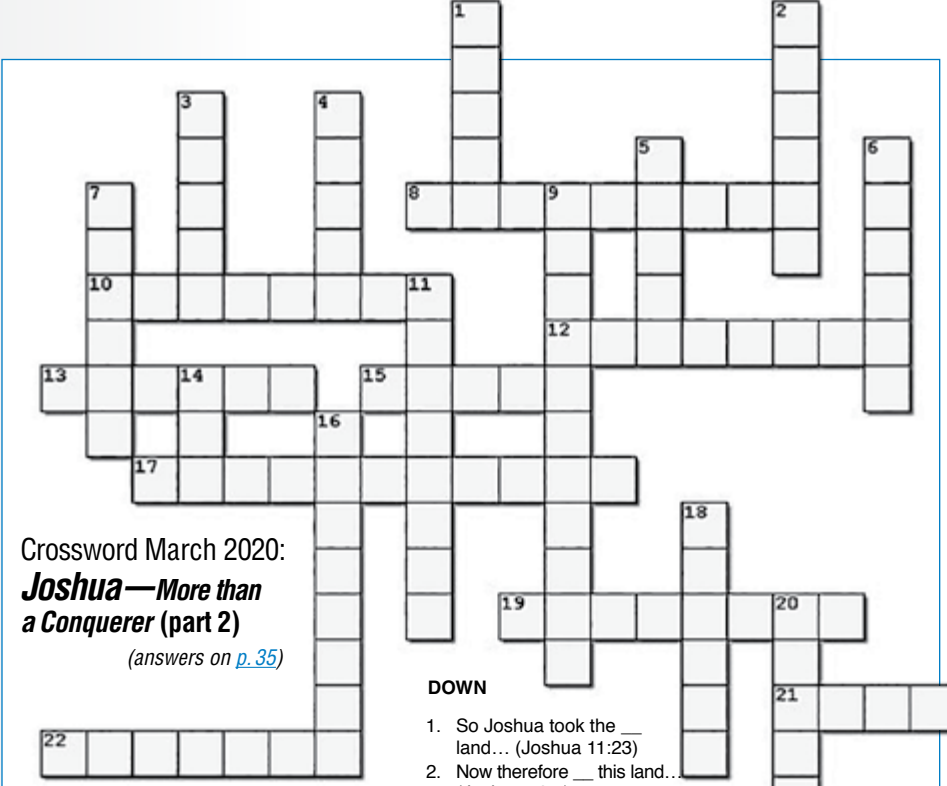 1
2
3
4
5
6
7
8
9
10
11
12
13
14
15
16
17
18
19
20
21
22
Crossword March 2020:
Joshua—More than
a Conquerer (part 2)
(answers on p. 35)
DOWN
1. So Joshua took the __
land… (Joshua 11:23)
2. Now therefore __ this land…